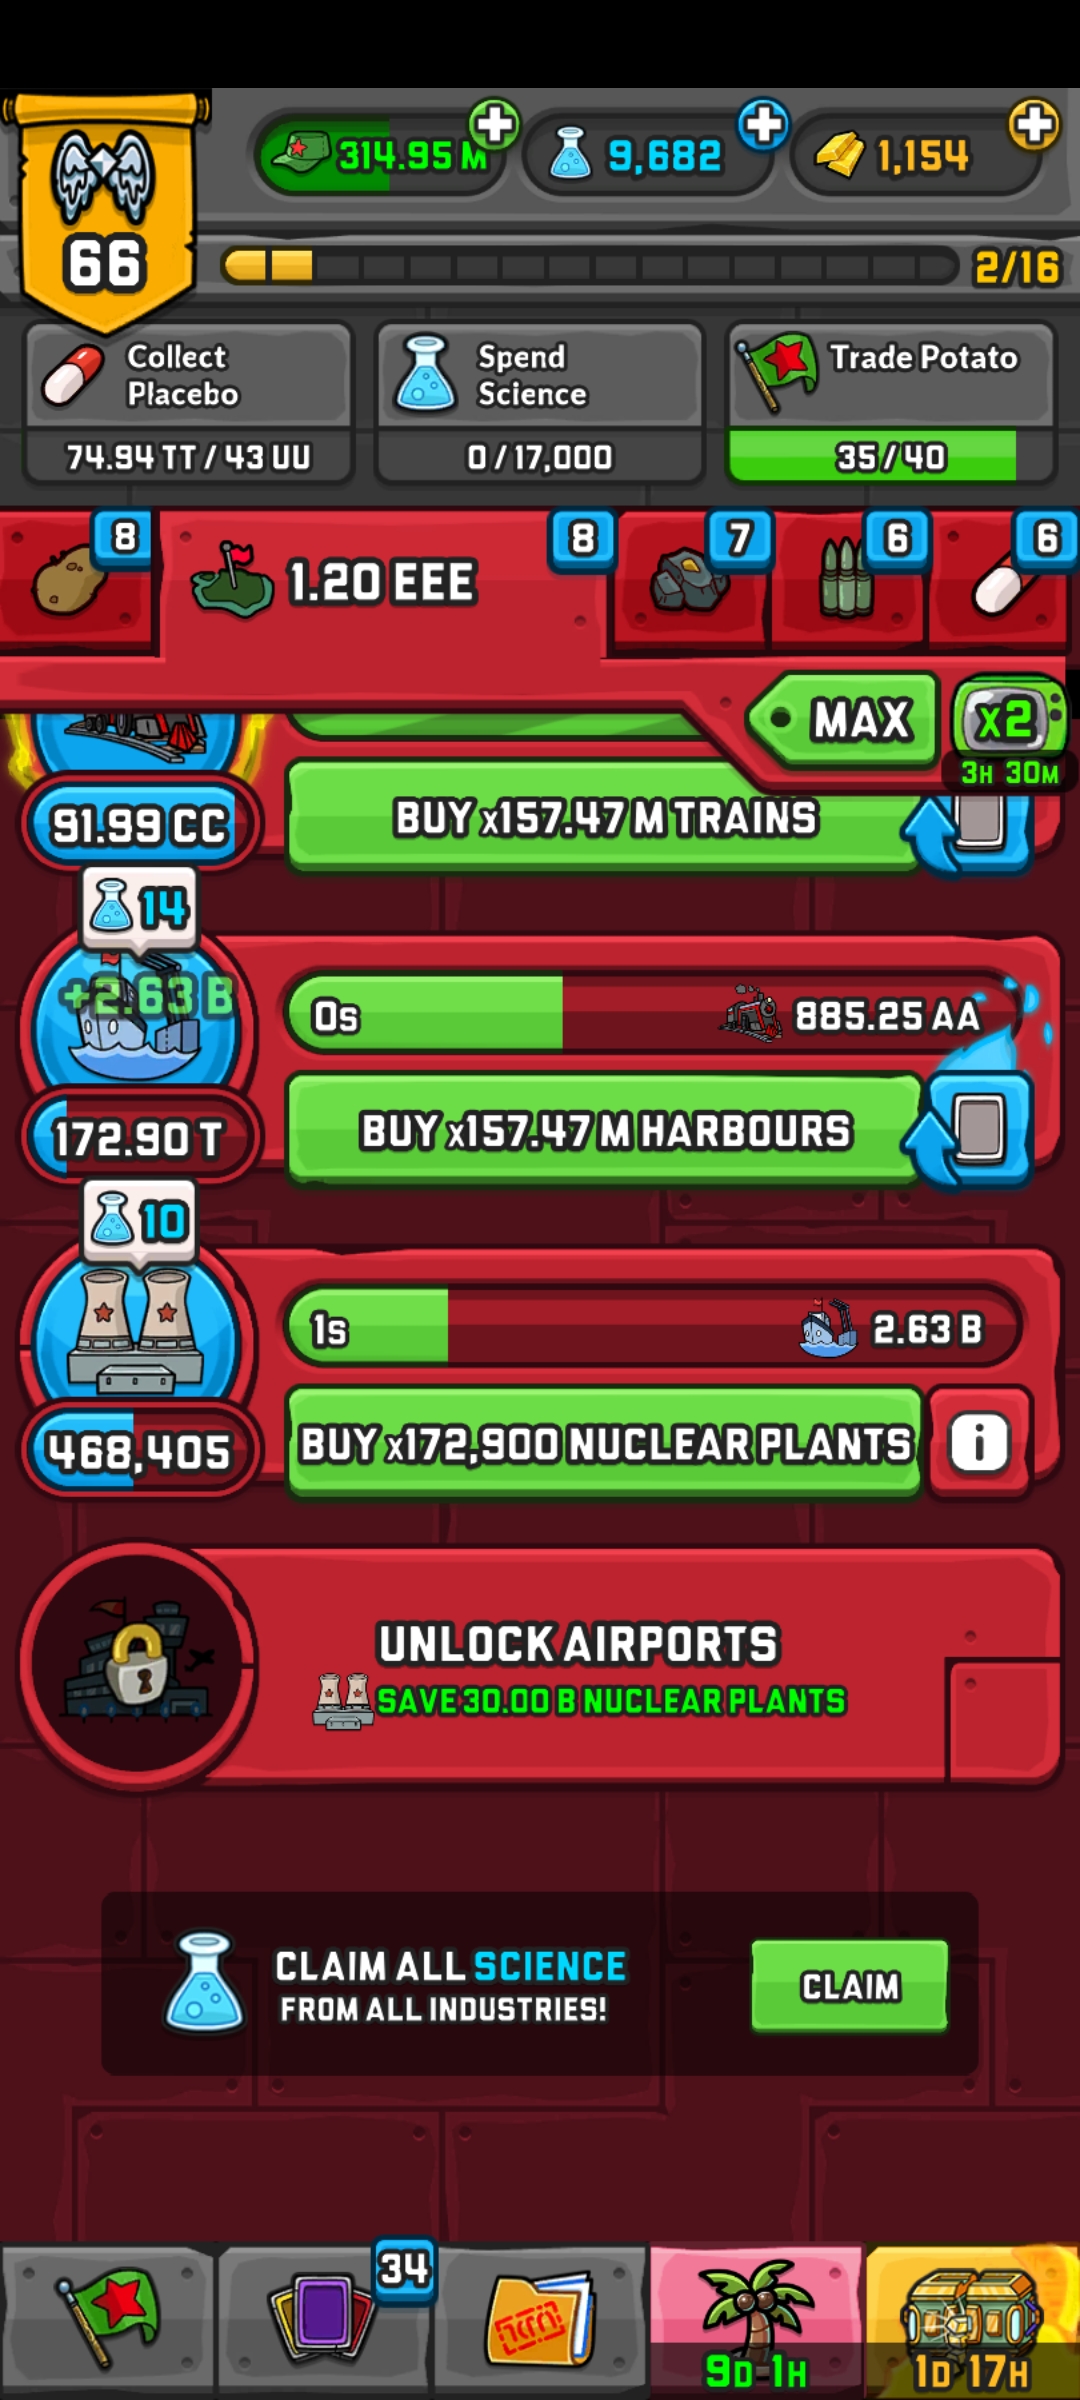 314.95 M
9,682
1,154
66
2/16
Collect
Placebo
74.94 TT / 43 UU
Spend
Science
0 / 17,000
Trade Potato
35 / 40
8
1.20 EEE
8
7
6
6
MAX
x2
3H 30M
91.99 CC
BUY x157.47 M TRAINS
14
+2.63 B
0s
885.25 AA
172.90 T
BUY x157.47 M HARBOURS
10
1s
2.63 B
468,405
BUY x172,900 NUCLEAR PLANTS
i
UNLOCK AIRPORTS
SAVE 30.00 B NUCLEAR PLANTS
CLAIM ALL SCIENCE
FROM ALL INDUSTRIES!
CLAIM
34
9D 1H
1D 17H